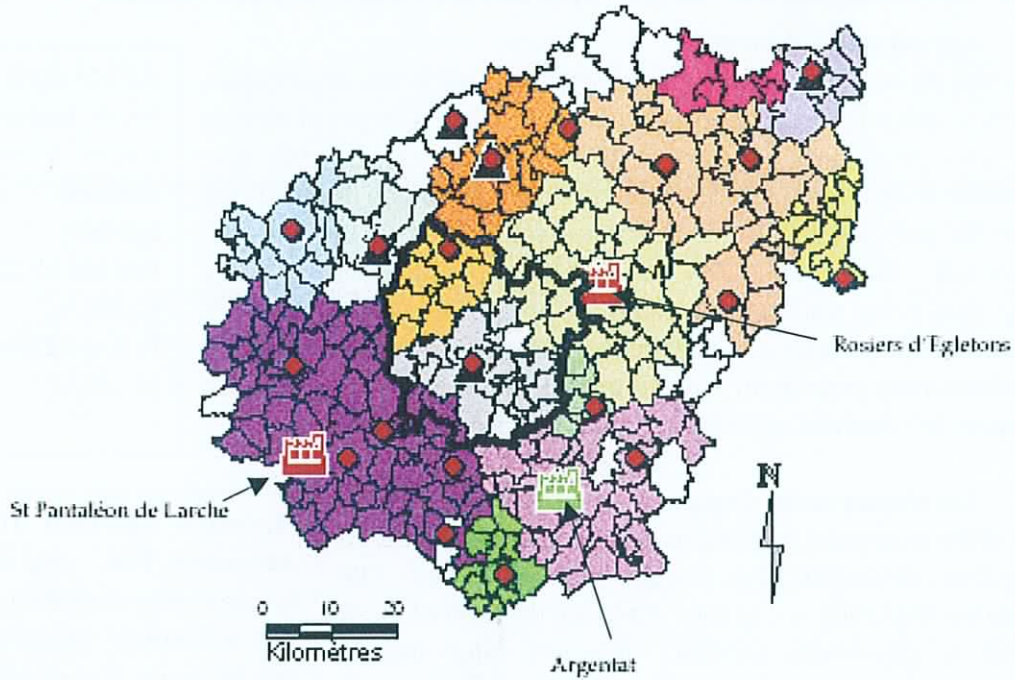 Rosiers d'Egletons
N
St Pantaléon de Larche
0 10 20
Kilomètres
Argentat